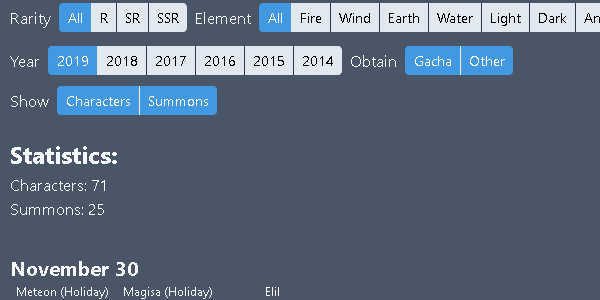 Rarity All R SR SSR Element All Fire Wind Earth Water Light Dark
Year 2019 2018 2017 2016 2015 2014 Obtain Gacha Other
Show Characters Summons
Statistics:
Characters: 71
Summons: 25
November 30
Meteon (Holiday) Magisa (Holiday) Elil